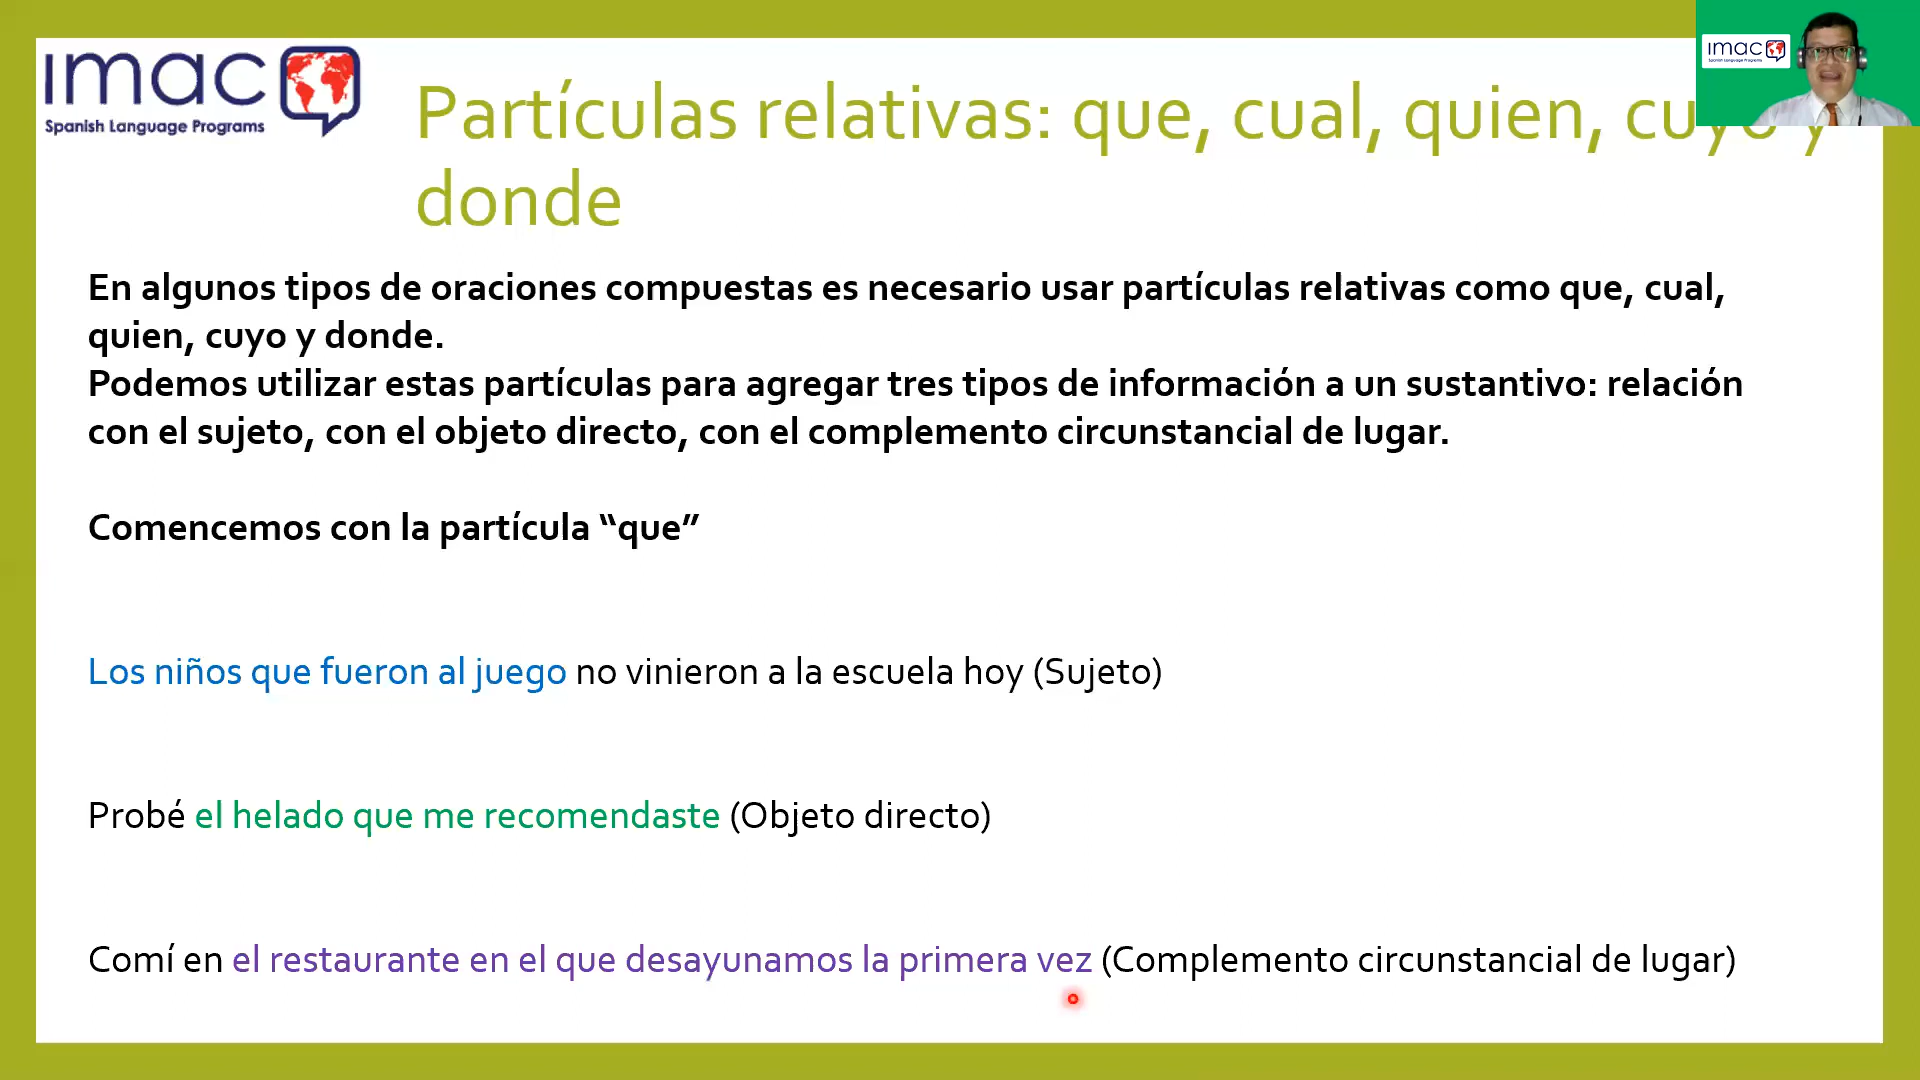 imac
Spanish Language Programs
imac
Spanish Language Programs
Partículas relativas: que, cual, quien, cuyo y
donde
En algunos tipos de oraciones compuestas es necesario usar partículas relativas como que, cual,
quien, cuyo y donde.
Podemos utilizar estas partículas para agregar tres tipos de información a un sustantivo: relación
con el sujeto, con el objeto directo, con el complemento circunstancial de lugar.
Comencemos con la partícula “que”
Los niños que fueron al juego no vinieron a la escuela hoy (Sujeto)
Probé el helado que me recomendaste (Objeto directo)
Comí en el restaurante en el que desayunamos la primera vez (Complemento circunstancial de lugar)